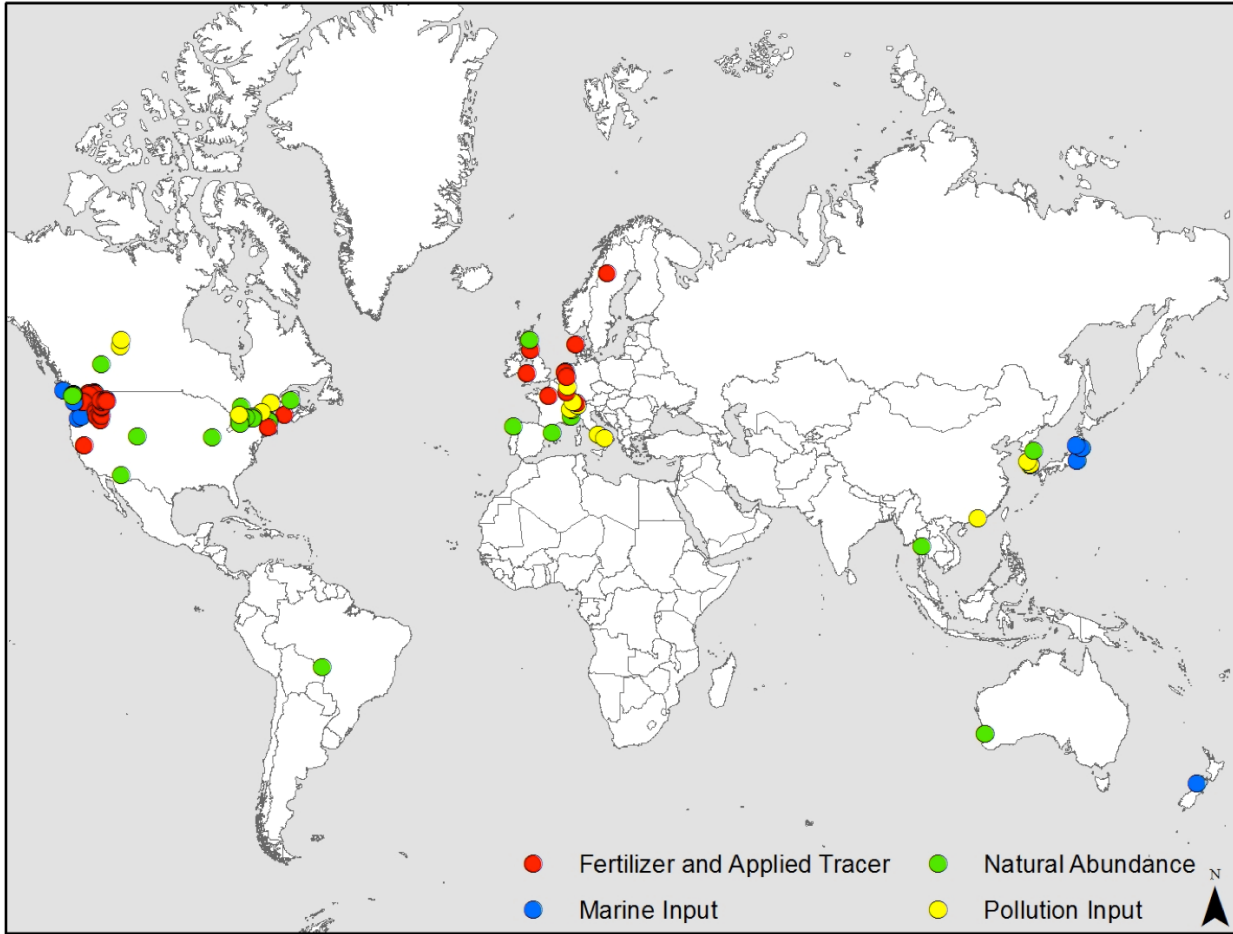 Fertilizer and Applied Tracer
Natural Abundance
Marine Input
Pollution Input
N